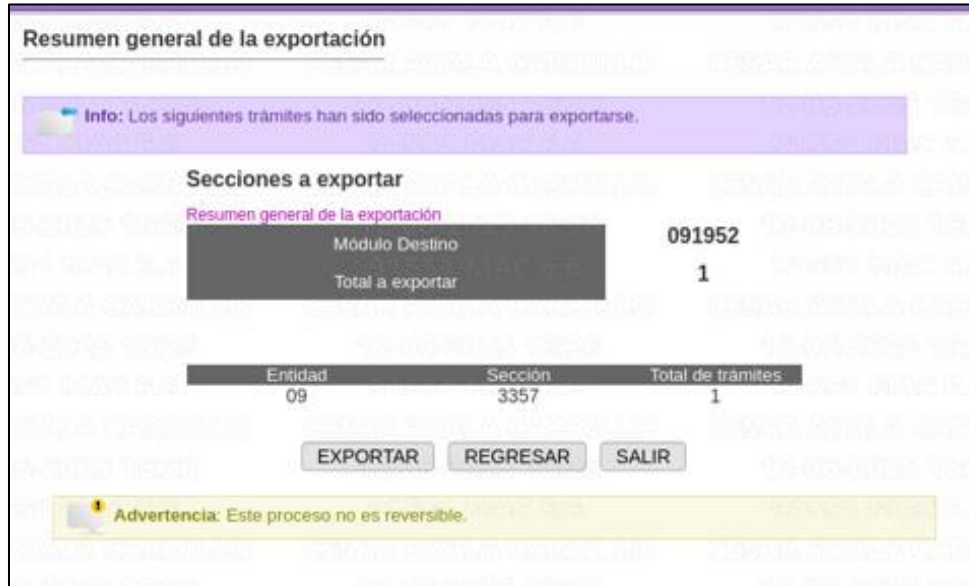 Resumen general de la exportación
Info: Los siguientes trámites han sido seleccionadas para exportarse.
Secciones a exportar
Resumen general de la exportación
Módulo Destino 091952
Total a exportar 1
Entidad Sección Total de trámites
09 3357 1
EXPORTAR REGRESAR SALIR
Advertencia: Este proceso no es reversible.